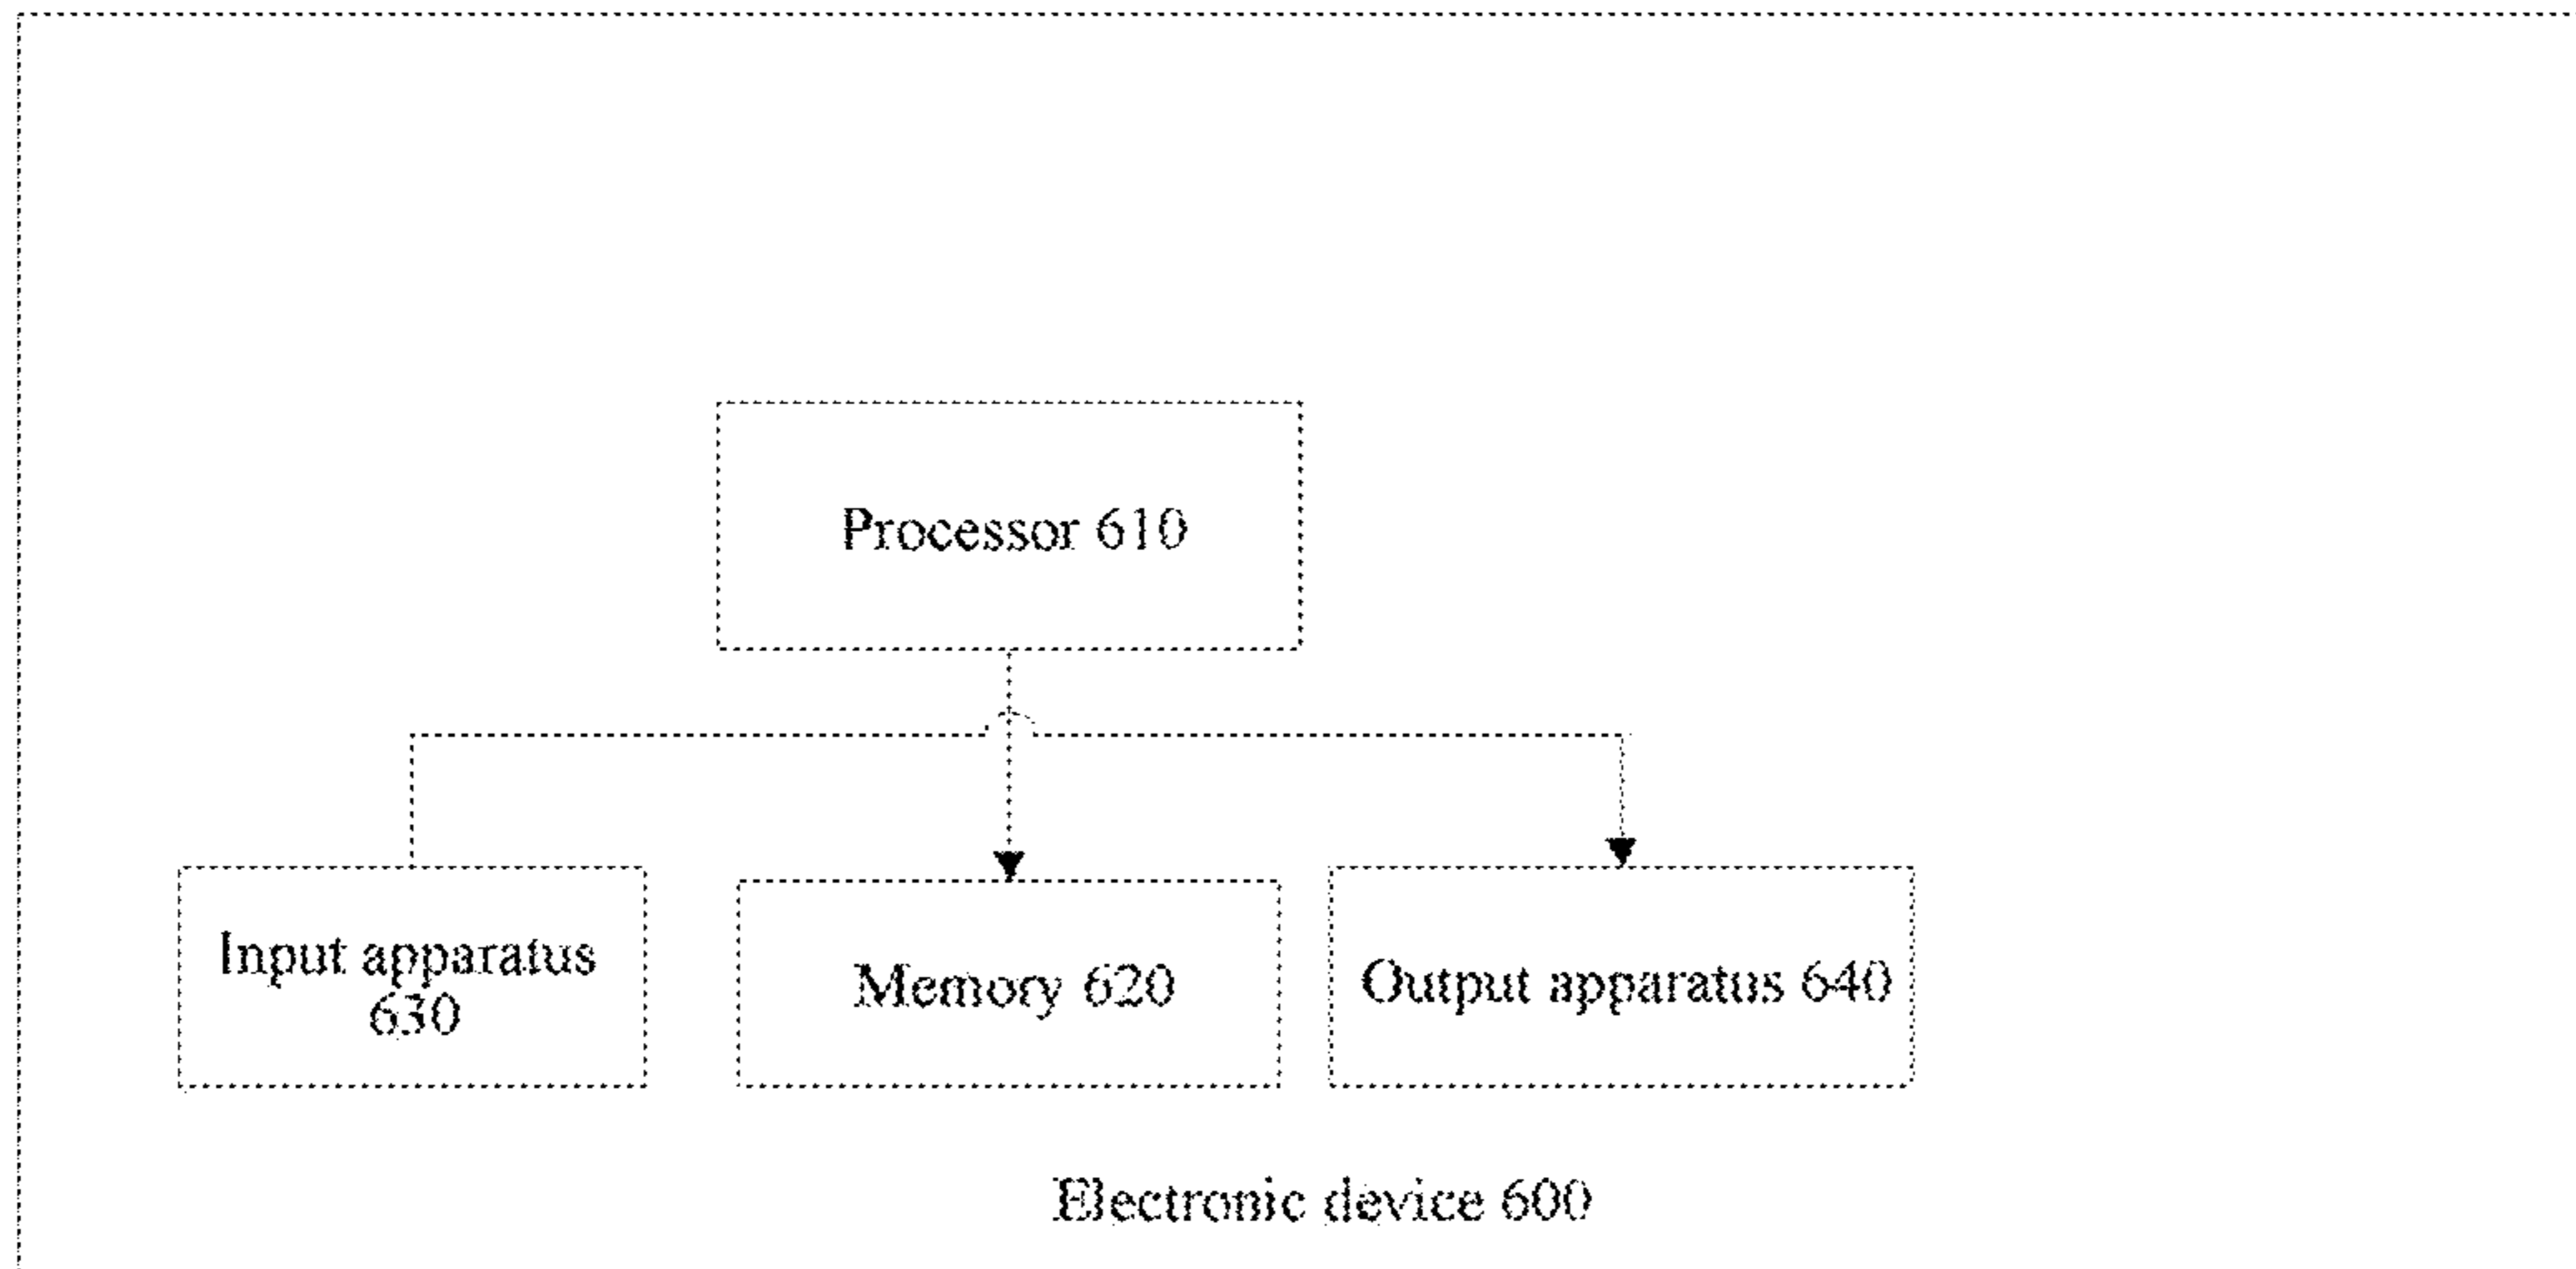 Processor 610
Input apparatus
630
Memory 620
Output apparatus 640
Electronic device 600